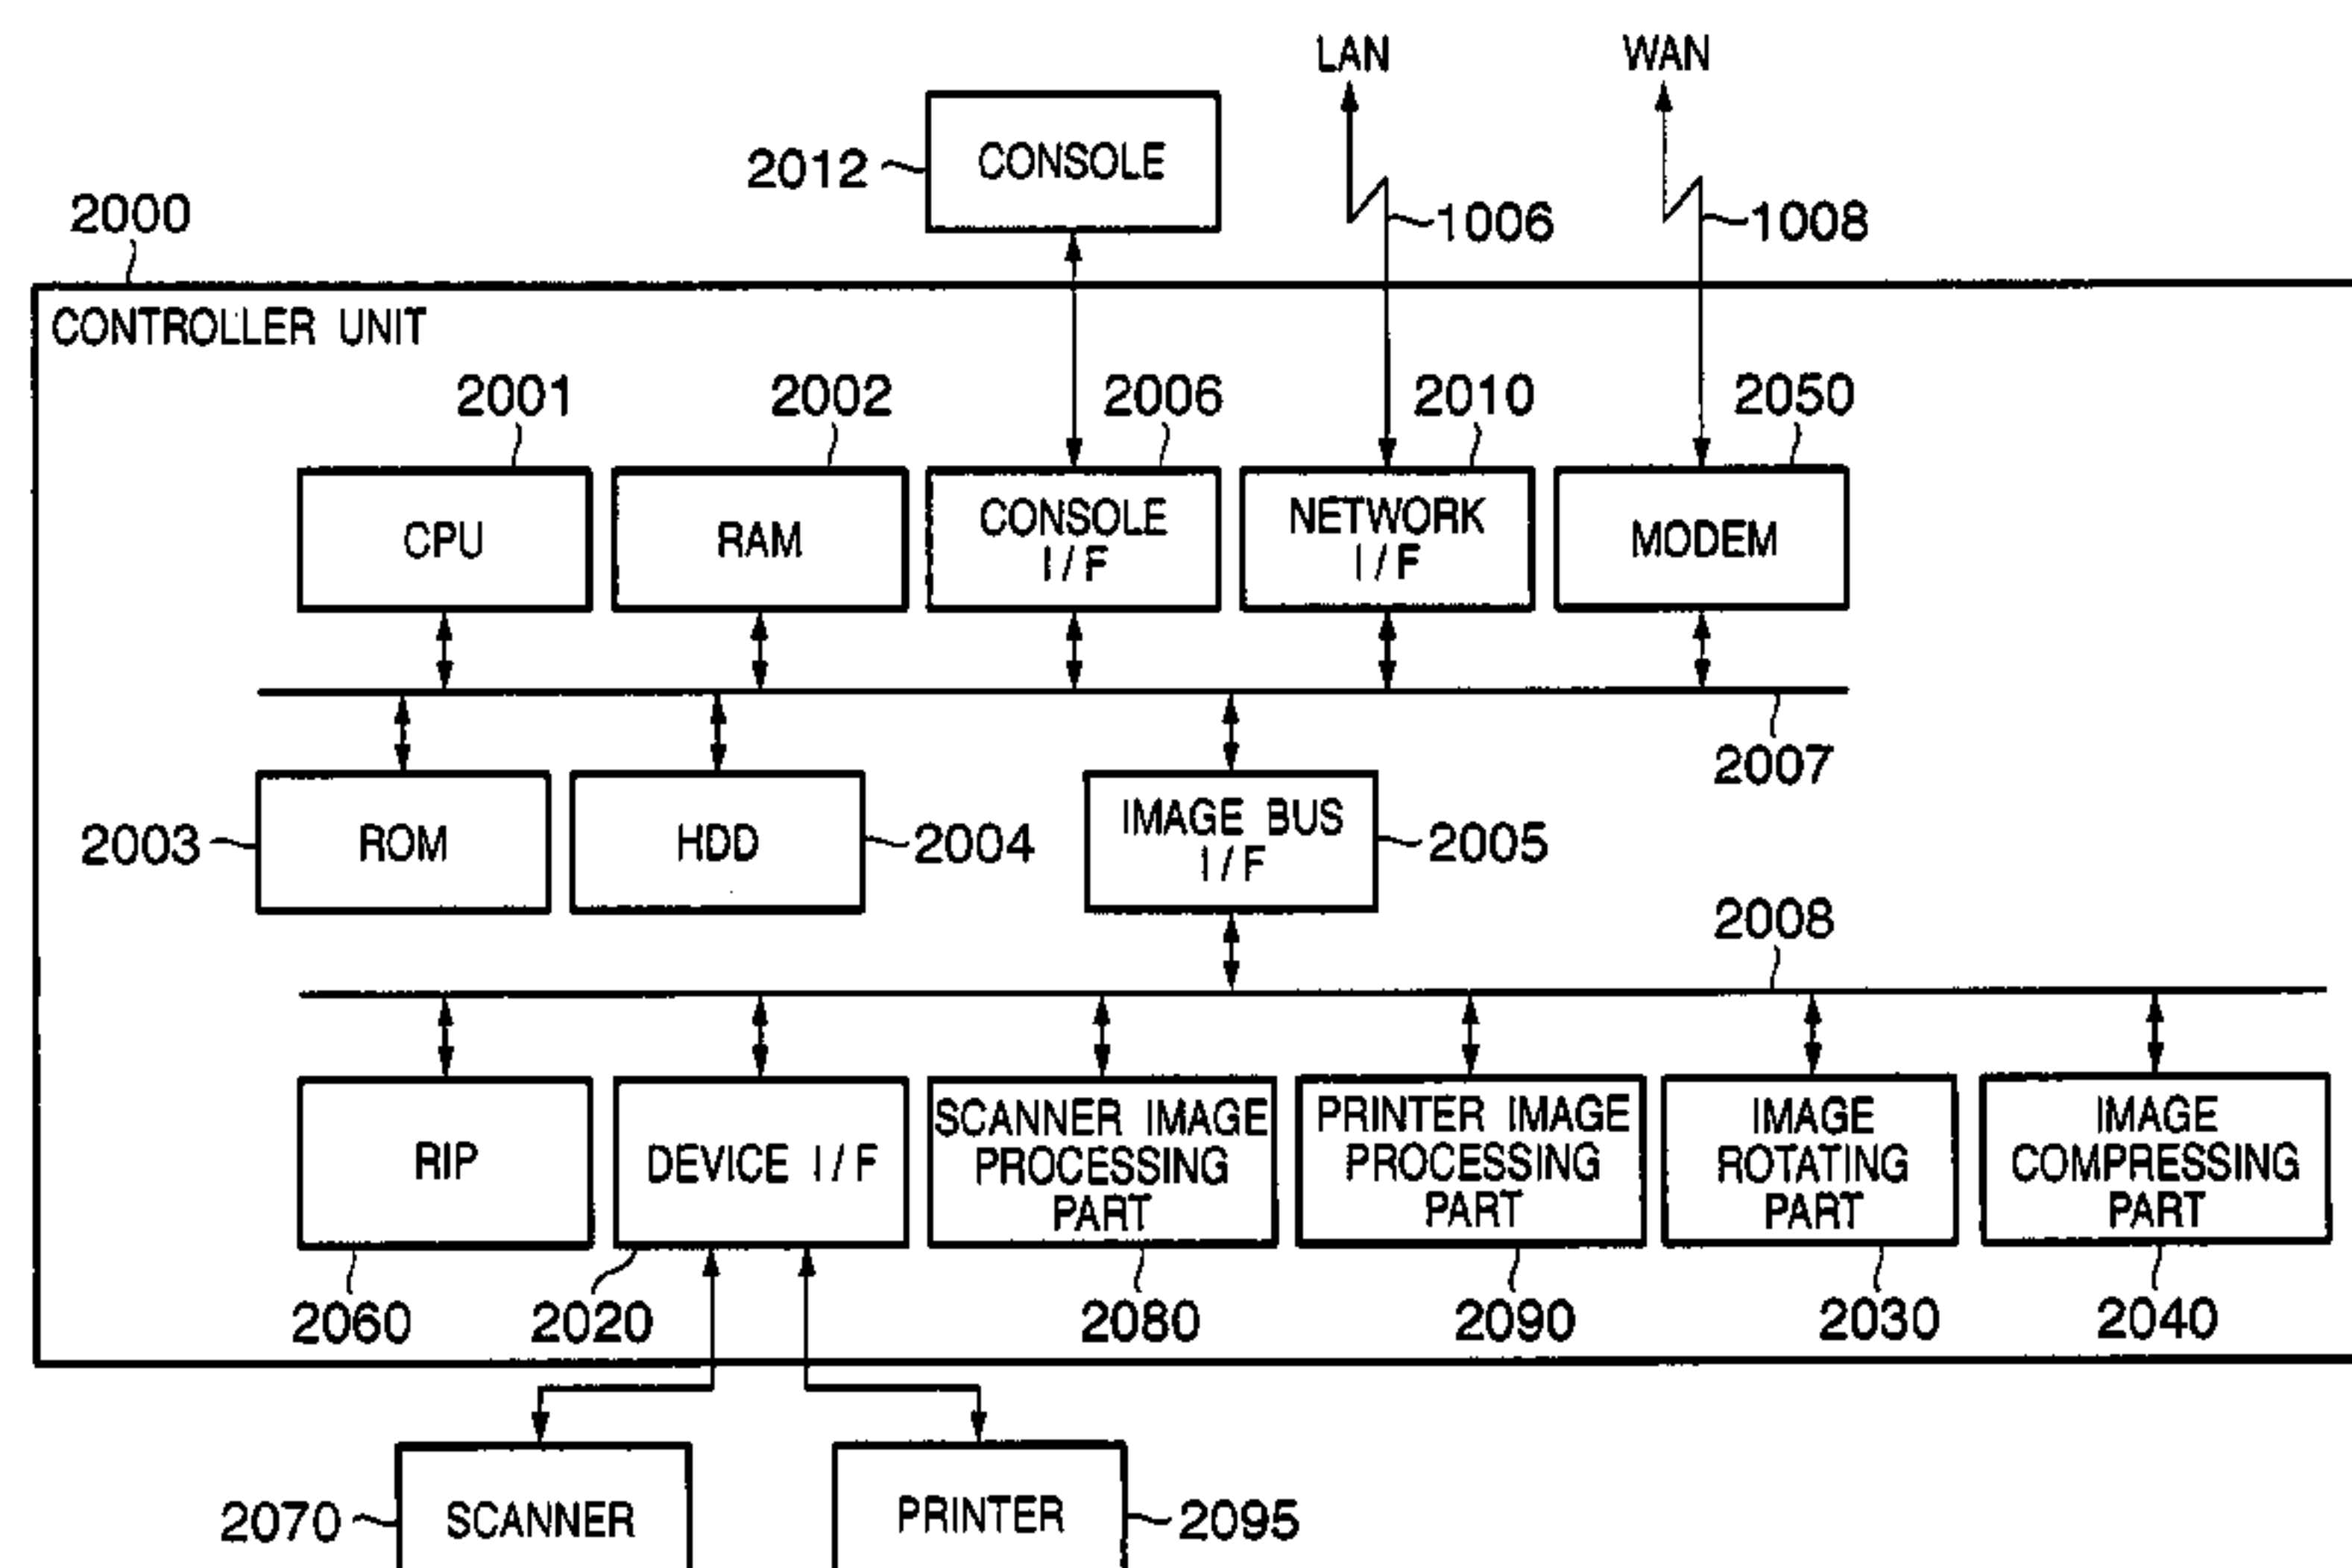 LAN
WAN
CONSOLE
2012
2000
1006
1008
CONTROLLER UNIT
2001
2002
2006
2010
2050
CPU
RAM
CONSOLE
I/F
NETWORK
I/F
MODEM
2007
2003
ROM
HDD
2004
IMAGE BUS
I/F
2005
2008
RIP
DEVICE I/F
SCANNER IMAGE
PROCESSING
PART
PRINTER IMAGE
PROCESSING
PART
IMAGE
ROTATING
PART
IMAGE
COMPRESSING
PART
2060
2020
2080
2090
2030
2040
2070
SCANNER
PRINTER
2095